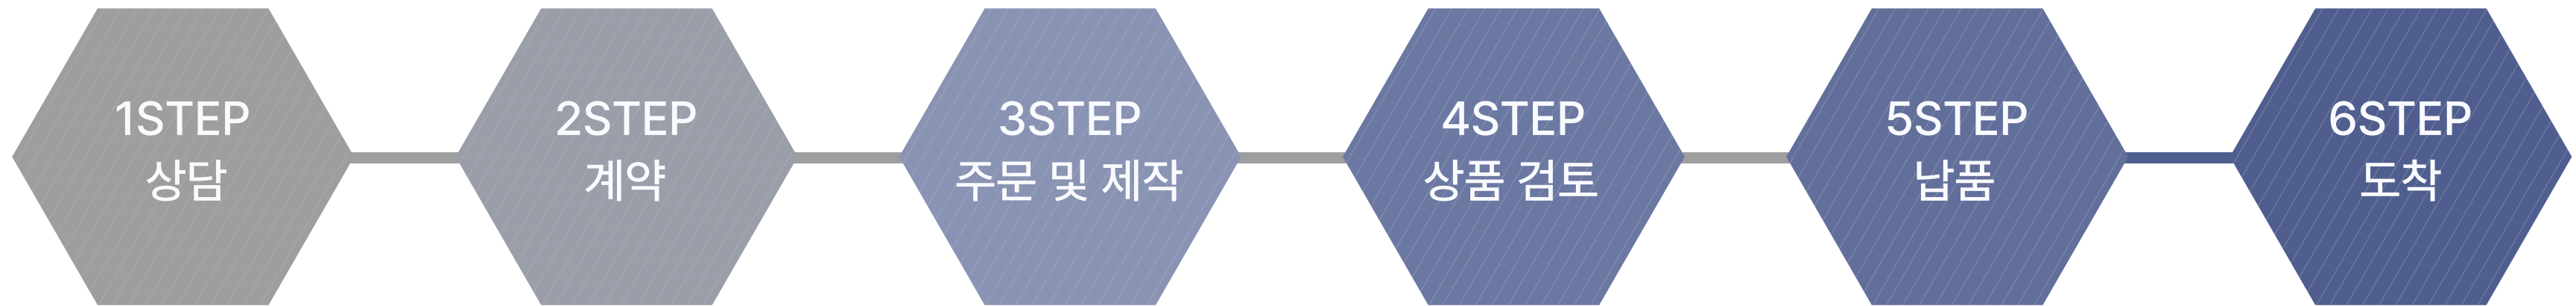 1STEP
상담
2STEP
계약
3STEP
주문 및 제작
4STEP
상품 검토
5STEP
납품
6STEP
도착